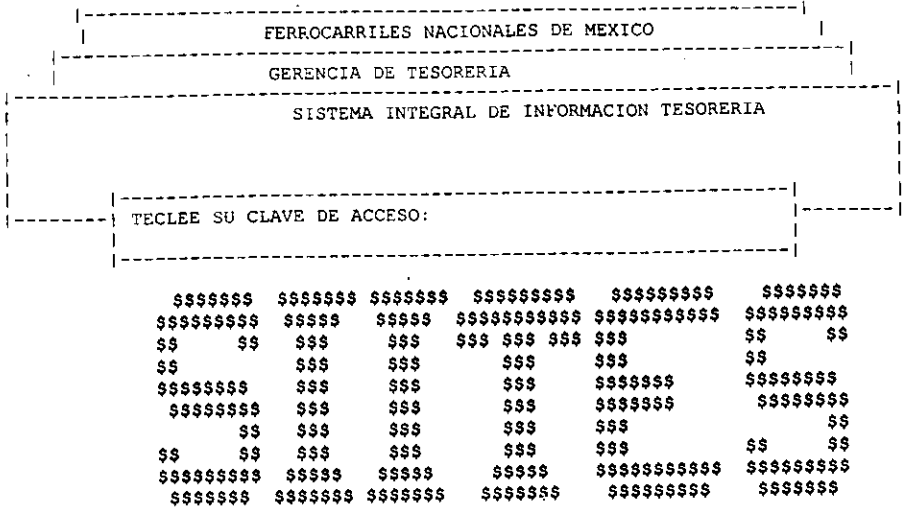 FERROCARRILES NACIONALES DE MEXICO
GERENCIA DE TESORERIA
SISTEMA INTEGRAL DE INFORMACION TESORERIA
TECLEE SU CLAVE DE ACCESO:
SIITES